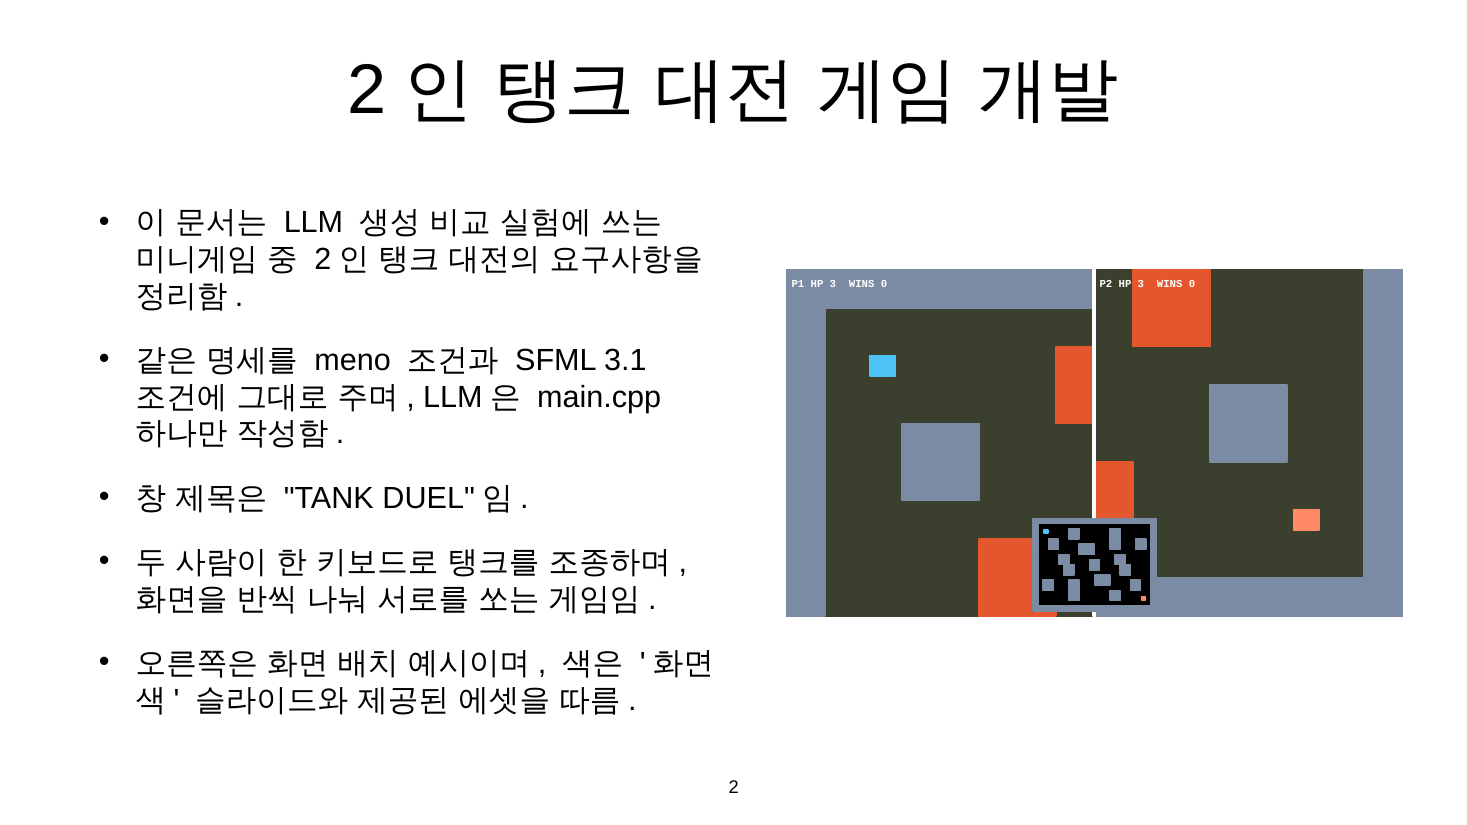 2 인 탱크 대전 게임 개발
• 이 문서는 LLM 생성 비교 실험에 쓰는
미니게임 중 2 인 탱크 대전의 요구사항을
정리함 .
• 같은 명세를 meno 조건과 SFML 3.1
조건에 그대로 주며 , LLM 은 main.cpp
하나만 작성함 .
• 창 제목은 "TANK DUEL" 임 .
• 두 사람이 한 키보드로 탱크를 조종하며 ,
화면을 반씩 나눠 서로를 쏘는 게임임 .
• 오른쪽은 화면 배치 예시이며 , 색은 ' 화면
색 ' 슬라이드와 제공된 에셋을 따름 .
P1 HP 3 WINS 0
P2 HP 3 WINS 0
2